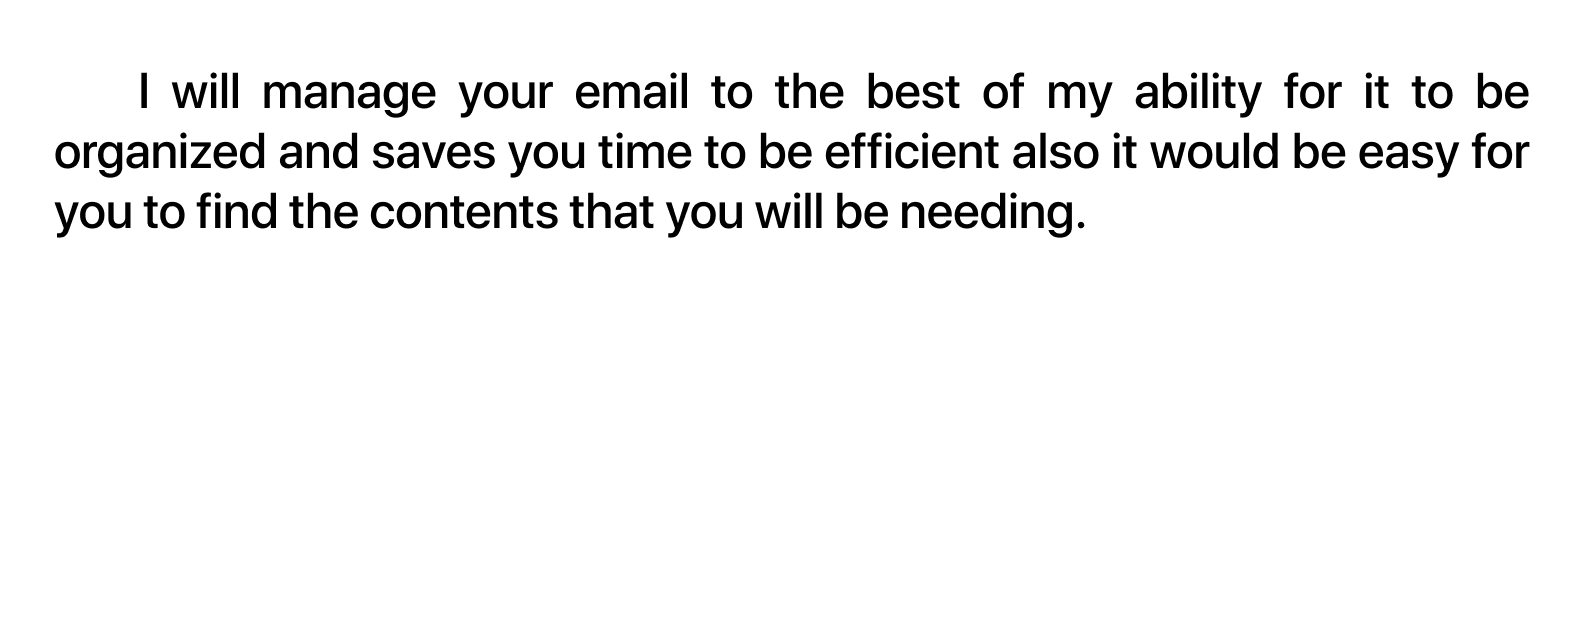 I will manage your email to the best of my ability for it to be
organized and saves you time to be efficient also it would be easy for
you to find the contents that you will be needing.